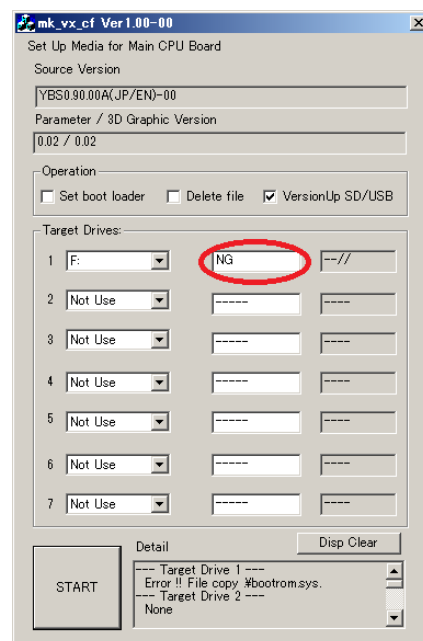 mk_vx_cf Ver1.00-00
Set Up Media for Main CPU Board
Source Version
YBS0.90.00A(JP/EN)-00
Parameter / 3D Graphic Version
0.02 / 0.02
Operation
Set boot loader Delete file VersionUp SD/USB
Target Drives:
1 F: NG --//
2 Not Use ----- ----
3 Not Use ----- ----
4 Not Use ----- ----
5 Not Use ----- ----
6 Not Use ----- ----
7 Not Use ----- ----
Detail Disp Clear
START
--- Target Drive 1 ---
Error !! File copy .¥bootrom.sys.
--- Target Drive 2 ---
None